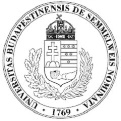 UNIVERSITAS BUDAPESTINENSIS DE SEMMELWEIS NOMINATA
· 1769 ·